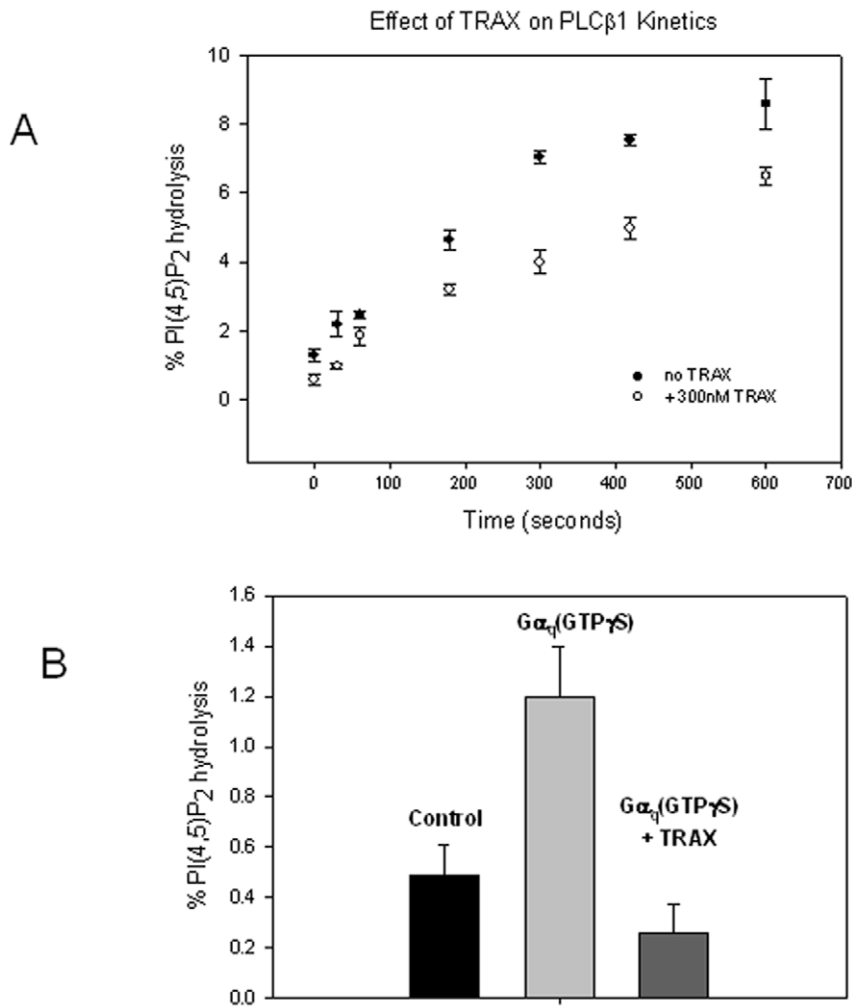 Effect of TRAX on PLCβ1 Kinetics
A
% PI(4,5)P2 hydrolysis
10
8
6
4
2
0
no TRAX
+300nM TRAX
0 100 200 300 400 500 600 700
Time (seconds)
B
% PI(4,5)P2 hydrolysis
1.6
1.4
1.2
1.0
0.8
0.6
0.4
0.2
0.0
Control
Gαq(GTPγS)
Gαq(GTPγS)
+ TRAX